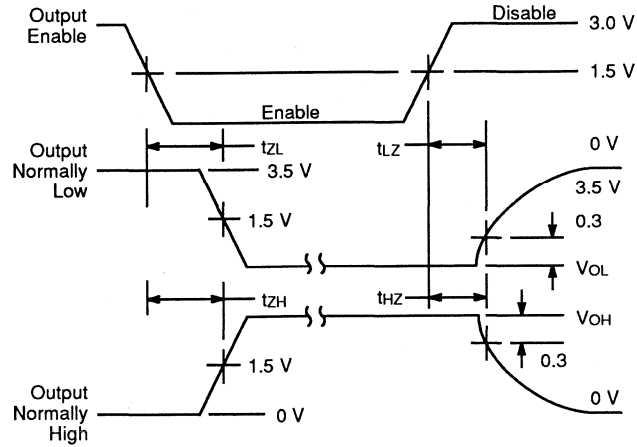 Output
Enable
Disable
3.0 V
1.5 V
Enable
0 V
Output
Normally
Low
tZL
tLZ
3.5 V
3.5 V
1.5 V
0.3
VOL
tZH
tHZ
VOH
1.5 V
0.3
Output
Normally
High
0 V
0 V